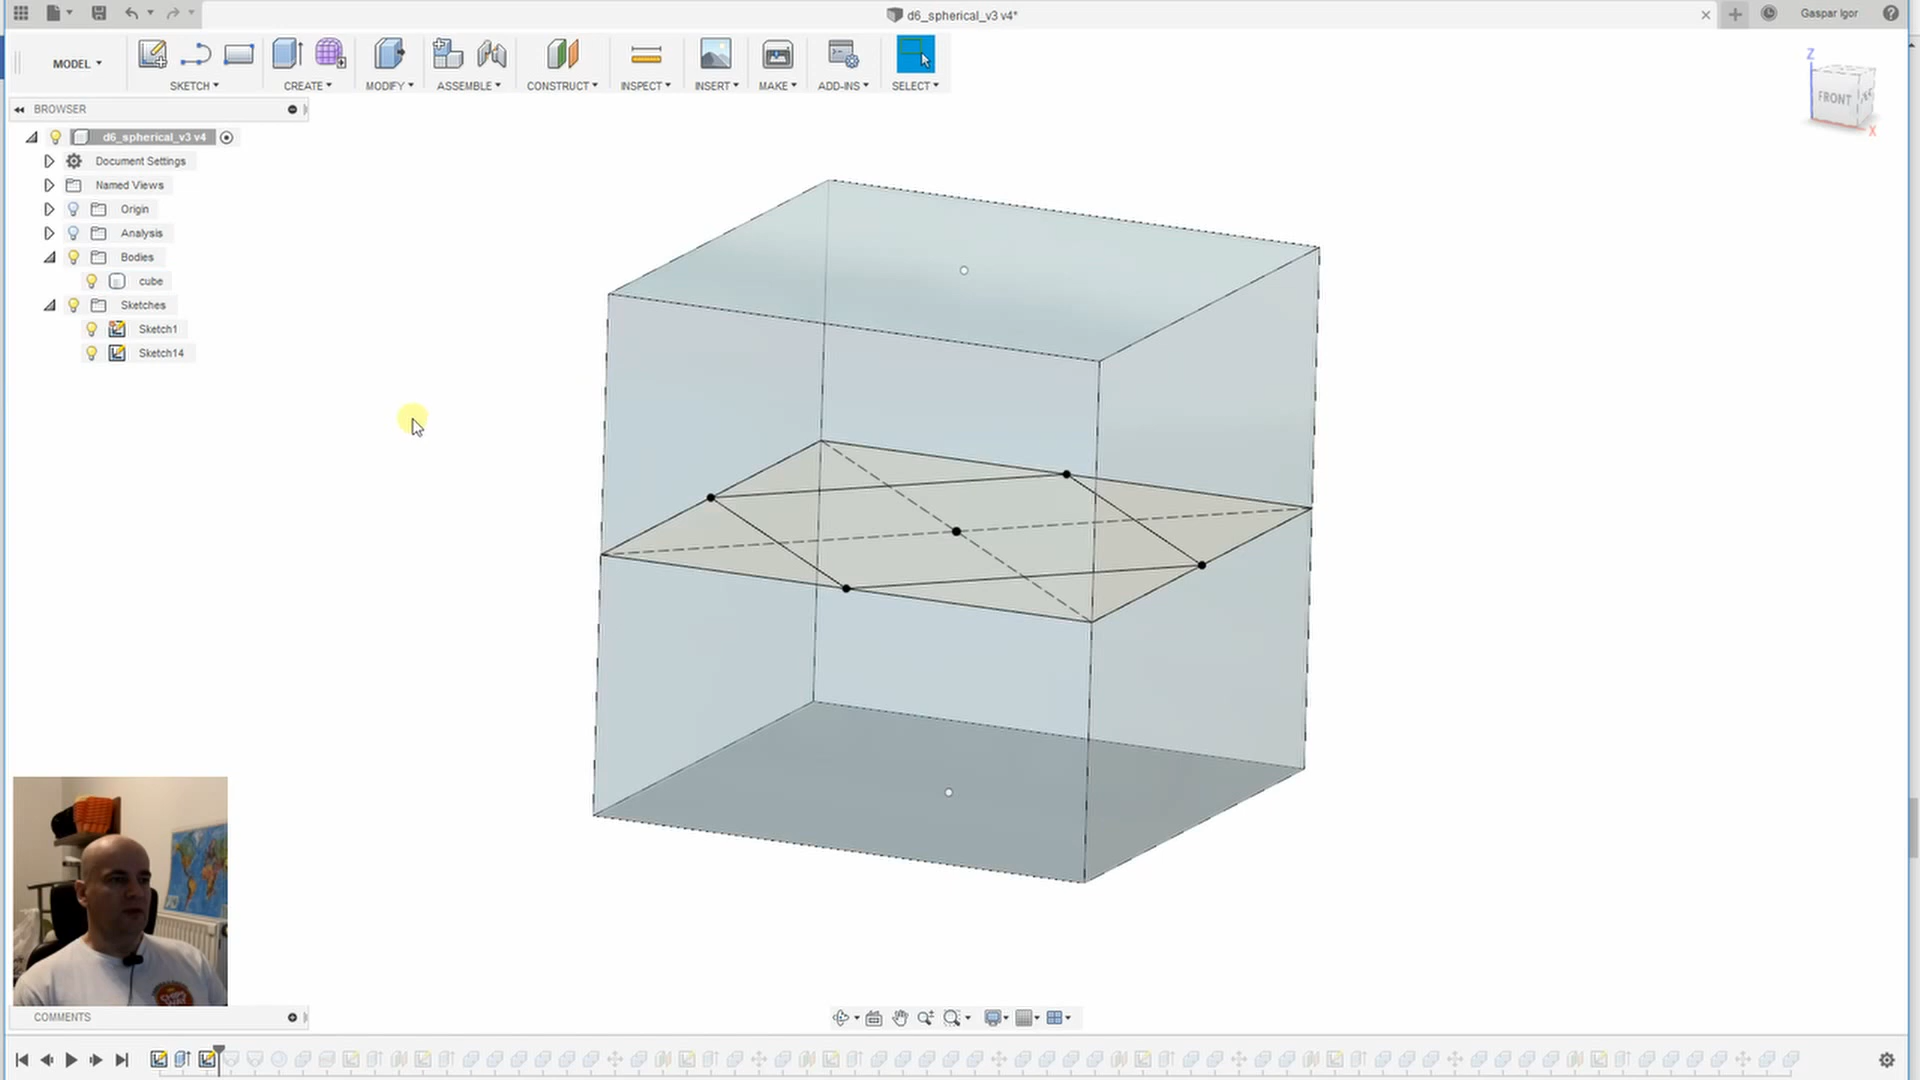 d6_spherical_v3 v4*
Gaspar Igor
MODEL
SKETCH
CREATE
MODIFY
ASSEMBLE
CONSTRUCT
INSPECT
INSERT
MAKE
ADD-INS
SELECT
Z
FRONT
X
BROWSER
d6_spherical_v3 v4
Document Settings
Named Views
Origin
Analysis
Bodies
cube
Sketches
Sketch1
Sketch14
COMMENTS